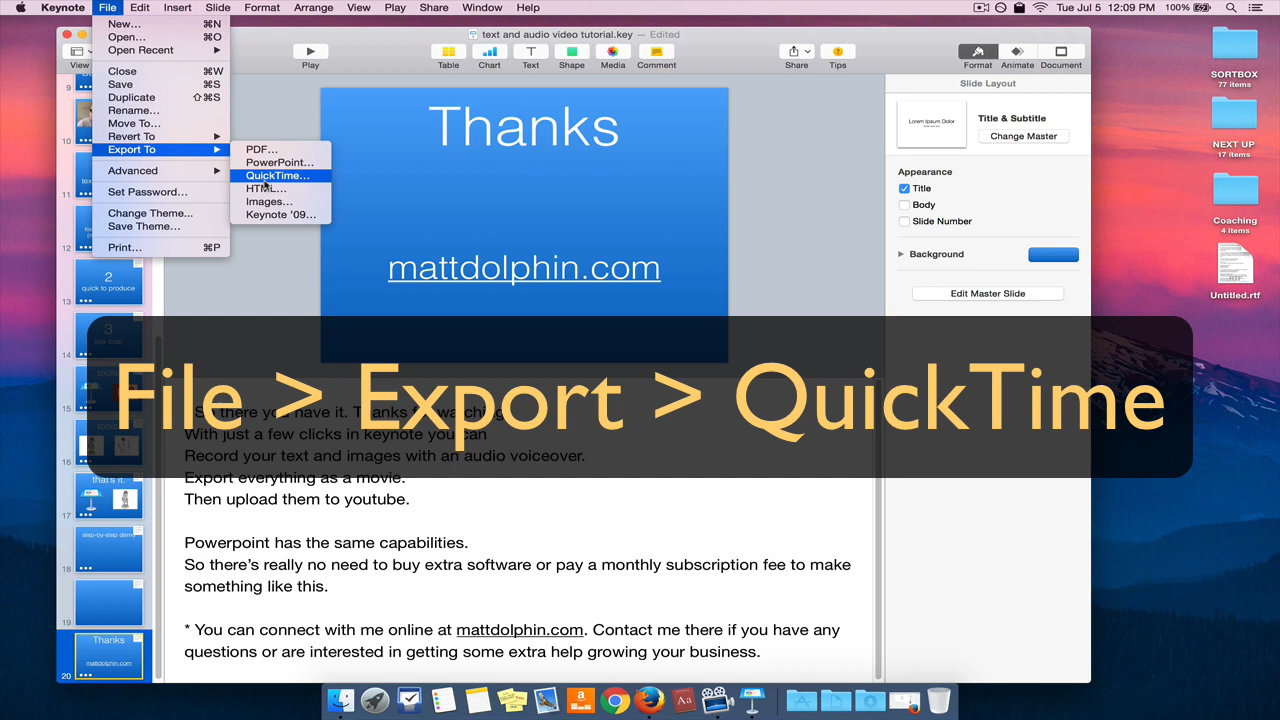 Keynote File Edit Insert Slide Format Arrange View Play Share Window Help Tue Jul 5 12:09 PM 100%
New... ⌘N
Open... ⌘O
Open Recent
Close ⌘W
Save ⌘S
Duplicate ⇧⌘S
Rename...
Move To...
Revert To
Export To
Advanced
Set Password...
Change Theme...
Save Theme...
Print... ⌘P
PDF...
PowerPoint...
QuickTime...
HTML...
Images...
Keynote '09...
text and audio video tutorial.key — Edited
View Play Table Chart Text Shape Media Comment Share Tips Format Animate Document
9
10
11
12
2
quick to produce
13
3
low cost
14
tools
15
tools
16
that's it.
17
step-by-step demo
18
19
Thanks
mattdolphin.com
20
Thanks
mattdolphin.com
Slide Layout
Lorem Ipsum Dolor
Title & Subtitle
Change Master
Appearance
Title
Body
Slide Number
Background
Edit Master Slide
SORTBOX
77 items
NEXT UP
17 items
Coaching
4 items
RTF
Untitled.rtf
File > Export > QuickTime
So there you have it. Thanks for watching
With just a few clicks in keynote you can
Record your text and images with an audio voiceover.
Export everything as a movie.
Then upload them to youtube.
Powerpoint has the same capabilities.
So there's really no need to buy extra software or pay a monthly subscription fee to make
something like this.
* You can connect with me online at mattdolphin.com. Contact me there if you have any
questions or are interested in getting some extra help growing your business.